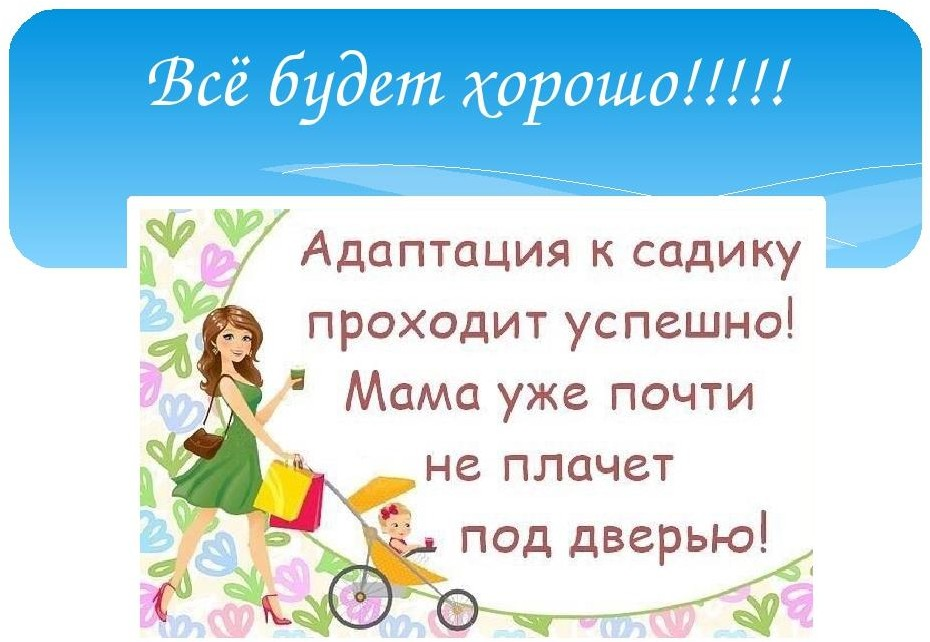 Всё будет хорошо!!!!!
Адаптация к садику
проходит успешно!
Мама уже почти
не плачет
под дверью!